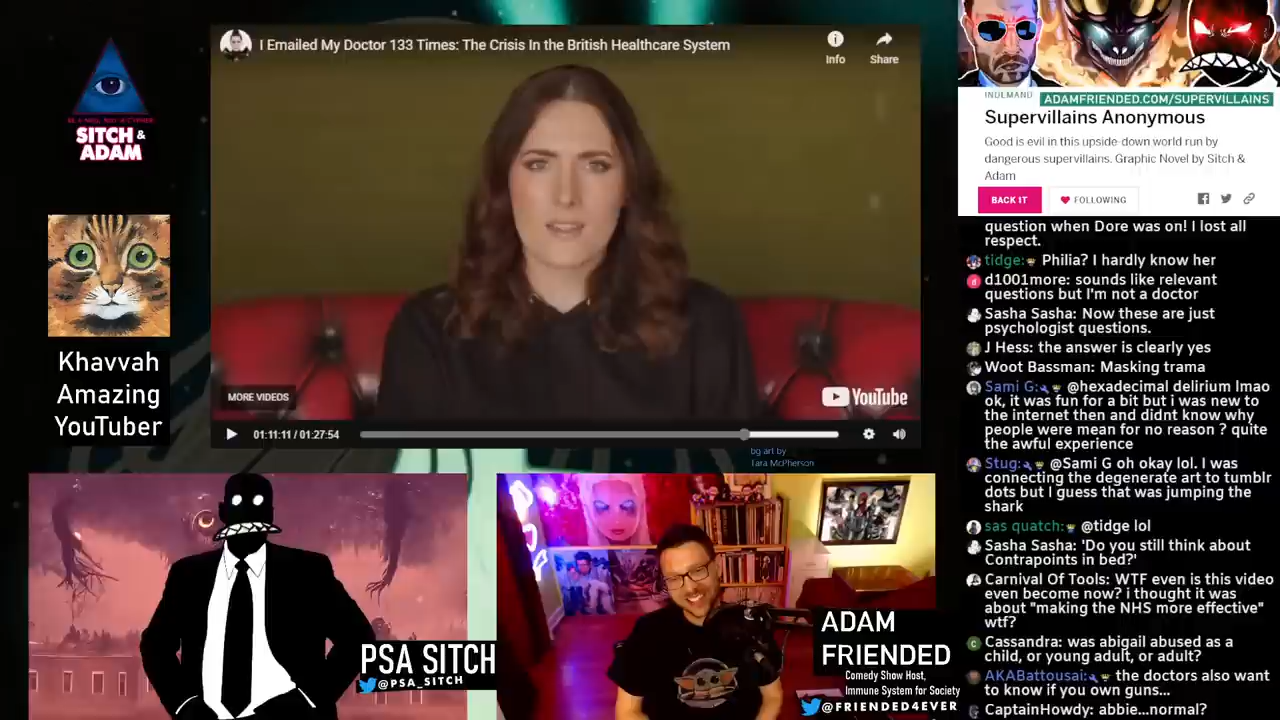 I Emailed My Doctor 133 Times: The Crisis In the British Healthcare System
Info
Share
MORE VIDEOS
YouTube
01:11:11 / 01:27:54
SITCH &
ADAM
Khavvah
Amazing
YouTuber
bg art by
Tara McPherson
PSA SITCH
@PSA_SITCH
ADAM
FRIENDED
Comedy Show Host,
Immune System for Society
@FRIENDED4EVER
INDEMAND
ADAMFRIENDED.COM/SUPERVILLAINS
Supervillains Anonymous
Good is evil in this upside-down world run by
dangerous supervillains. Graphic Novel by Sitch &
Adam
BACK IT
FOLLOWING
question when Dore was on! I lost all
respect.
tidge: Philia? I hardly know her
d1001more: sounds like relevant
questions but I'm not a doctor
Sasha Sasha: Now these are just
psychologist questions.
J Hess: the answer is clearly yes
Woot Bassman: Masking trama
Sami G: @hexadecimal delirium lmao
ok, it was fun for a bit but i was new to
the internet then and didnt know why
people were mean for no reason ? quite
the awful experience
Stug: @Sami G oh okay lol. I was
connecting the degenerate art to tumblr
dots but I guess that was jumping the
shark
sas quatch: @tidge lol
Sasha Sasha: 'Do you still think about
Contrapoints in bed?'
Carnival Of Tools: WTF even is this video
even become now? i thought it was
about "making the NHS more effective"
wtf?
Cassandra: was abigail abused as a
child, or young adult, or adult?
AKABattousai: the doctors also want
to know if you own guns...
CaptainHowdy: abbie...normal?